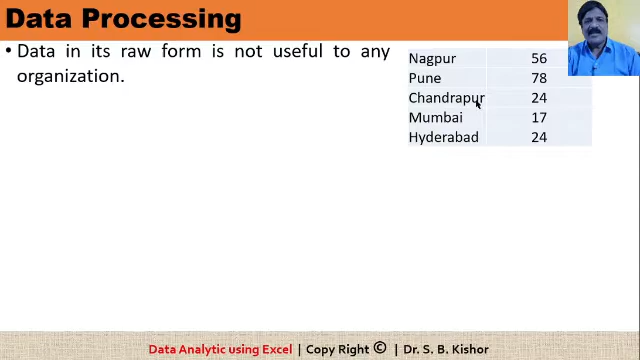 Data Processing
• Data in its raw form is not useful to any
organization.
Nagpur 56
Pune 78
Chandrapur 24
Mumbai 17
Hyderabad 24
Data Analytic using Excel | Copy Right © | Dr. S. B. Kishor